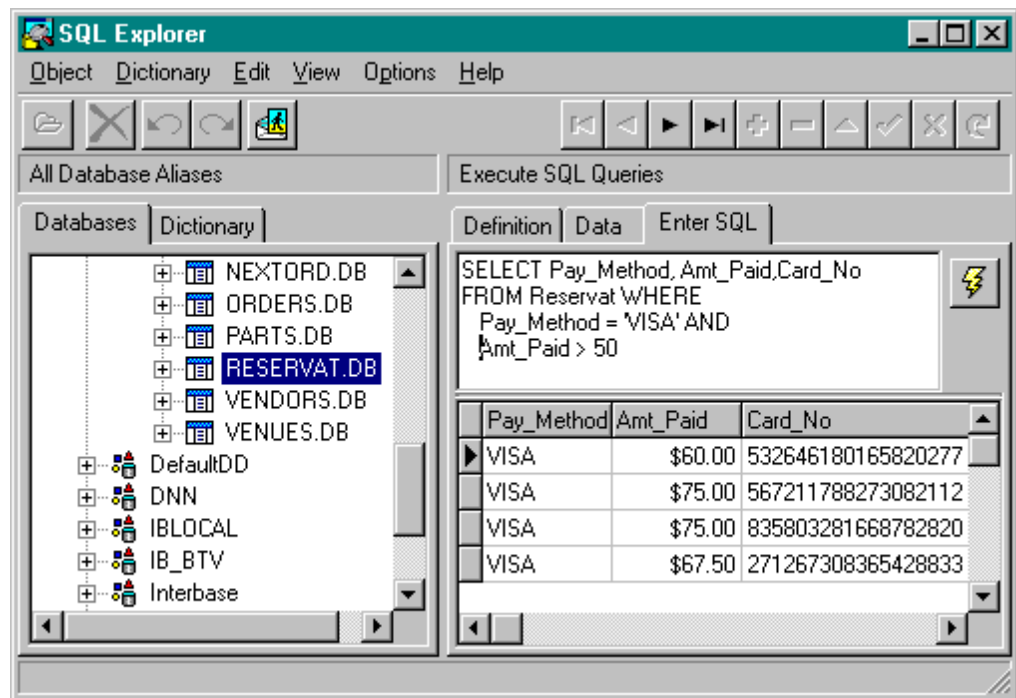 SQL Explorer
Object Dictionary Edit View Options Help
All Database Aliases
Execute SQL Queries
Databases Dictionary
Definition Data Enter SQL
NEXTORD.DB
ORDERS.DB
PARTS.DB
RESERVAT.DB
VENDORS.DB
VENUES.DB
DefaultDD
DNN
IBLOCAL
IB_BTV
Interbase
SELECT Pay_Method, Amt_Paid,Card_No
FROM Reservat WHERE
Pay_Method = 'VISA' AND
Amt_Paid > 50
Pay_Method Amt_Paid Card_No
VISA $60.00 532646180165820277
VISA $75.00 567211788273082112
VISA $75.00 835803281668782820
VISA $67.50 271267308365428833